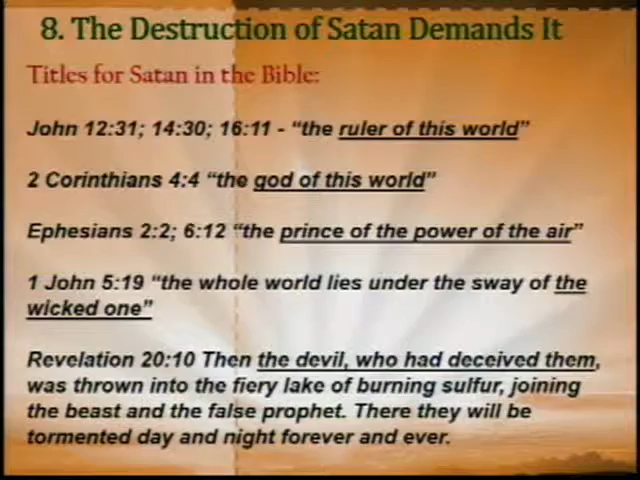 8. The Destruction of Satan Demands It
Titles for Satan in the Bible:
John 12:31; 14:30; 16:11 - “the ruler of this world”
2 Corinthians 4:4 “the god of this world”
Ephesians 2:2; 6:12 “the prince of the power of the air”
1 John 5:19 “the whole world lies under the sway of the
wicked one”
Revelation 20:10 Then the devil, who had deceived them,
was thrown into the fiery lake of burning sulfur, joining
the beast and the false prophet. There they will be
tormented day and night forever and ever.